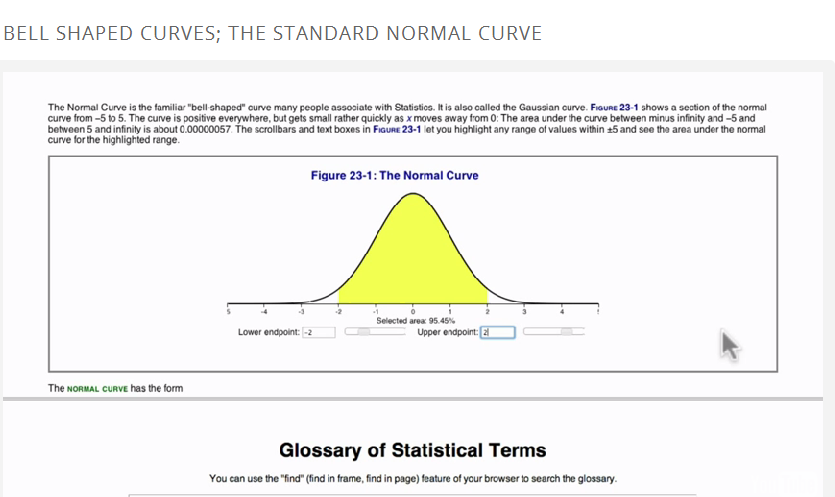 BELL SHAPED CURVES; THE STANDARD NORMAL CURVE
The Normal Curve is the familiar "bell-shaped" curve many people associate with Statistics. It is also called the Gaussian curve. FIGURE 23-1 shows a section of the normal
curve from −5 to 5. The curve is positive everywhere, but gets small rather quickly as x moves away from 0: The area under the curve between minus infinity and −5 and
between 5 and infinity is about 0.00000057. The scrollbars and text boxes in FIGURE 23-1 let you highlight any range of values within ±5 and see the area under the normal
curve for the highlighted range.
Figure 23-1: The Normal Curve
5 -4 -3 -2 -1 0 1 2 3 4
Selected area: 95.45%
Lower endpoint: -2 Upper endpoint: 2
The NORMAL CURVE has the form
Glossary of Statistical Terms
You can use the "find" (find in frame, find in page) feature of your browser to search the glossary.